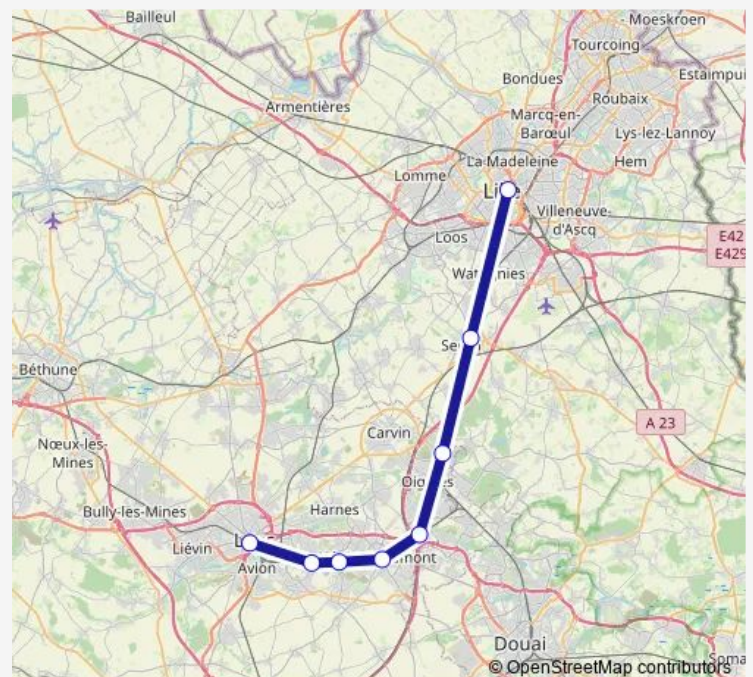 Bailleul
- Moeskroen
Tourcoing
Bondues
Estaimpui
Armentières
Roubaix
Marcq-en-
Barœul
Lys-lez-Lannoy
La Madeleine
Hem
Lomme
Villeneuve-
d'Ascq
Loos
E42
E429
Béthune
A 23
Carvin
Nœux-les-
Mines
Harnes
Bully-les-Mines
Liévin
Avion
Douai
© OpenStreetMap contributors